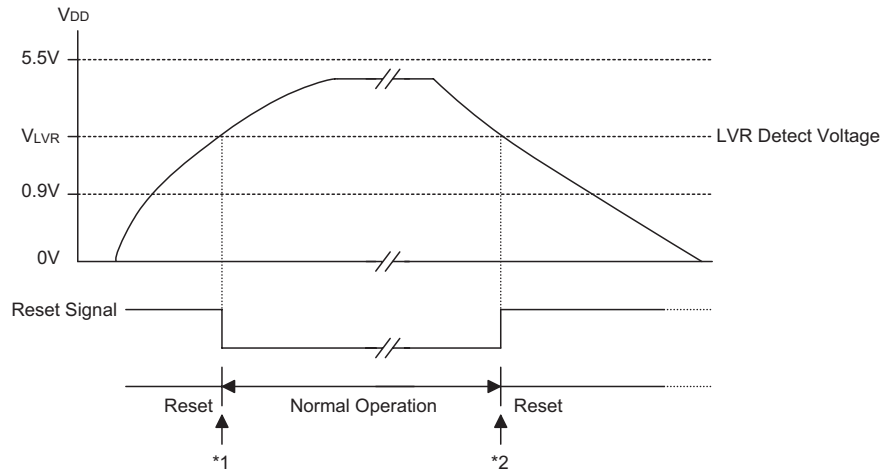 VDD
5.5V
VLVR
LVR Detect Voltage
0.9V
0V
Reset Signal
Reset
Normal Operation
Reset
*1
*2